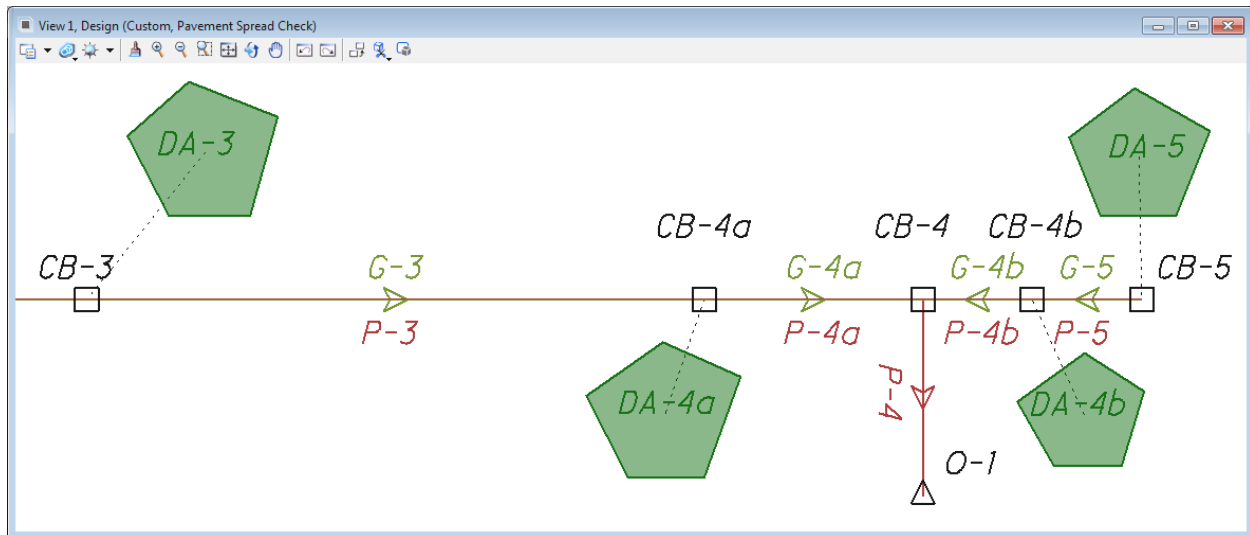 View 1, Design (Custom, Pavement Spread Check)
DA-3
DA-5
CB-4a
CB-4
CB-4b
CB-3
G-3
G-4a
G-4b
G-5
CB-5
P-3
P-4a
P-4b
P-5
P-4
DA-4a
DA-4b
O-1